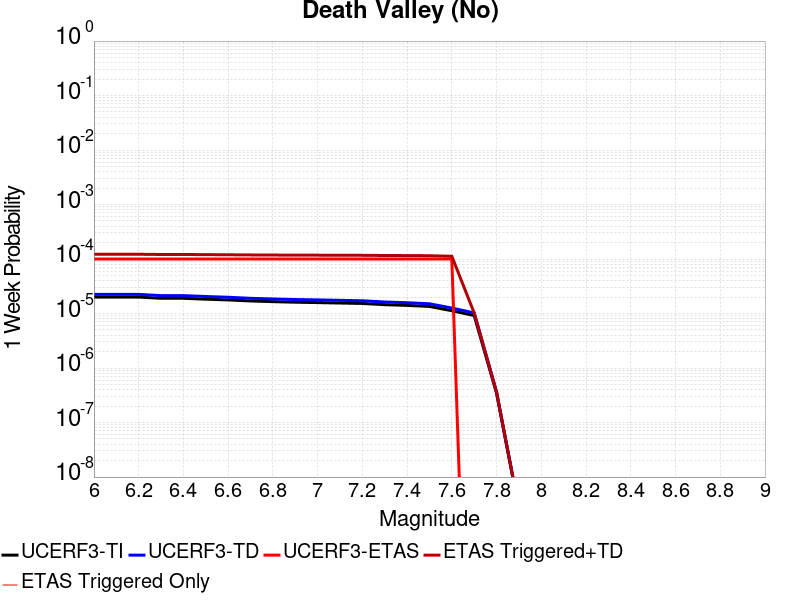 Death Valley (No)
10^0
10^-1
10^-2
10^-3
10^-4
10^-5
10^-6
10^-7
10^-8
1 Week Probability
6 6.2 6.4 6.6 6.8 7 7.2 7.4 7.6 7.8 8 8.2 8.4 8.6 8.8 9
Magnitude
UCERF3-TI UCERF3-TD UCERF3-ETAS ETAS Triggered+TD
ETAS Triggered Only